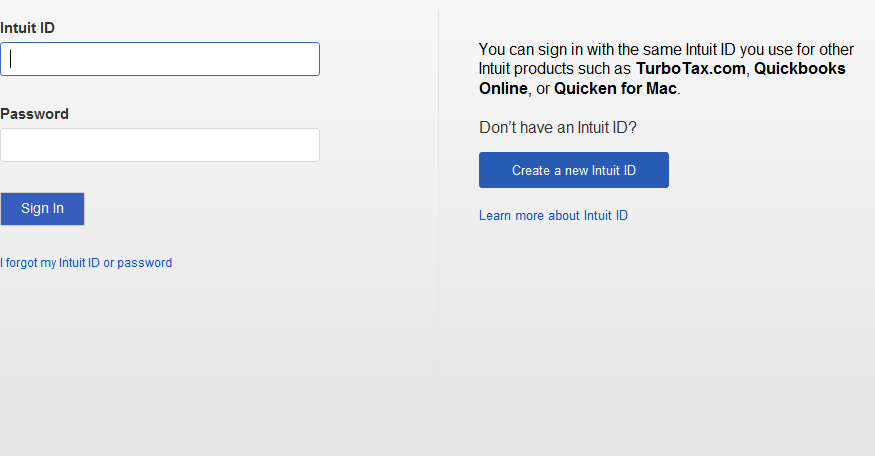 Intuit ID
Password
Sign In
I forgot my Intuit ID or password
You can sign in with the same Intuit ID you use for other
Intuit products such as TurboTax.com, Quickbooks
Online, or Quicken for Mac.
Don’t have an Intuit ID?
Create a new Intuit ID
Learn more about Intuit ID